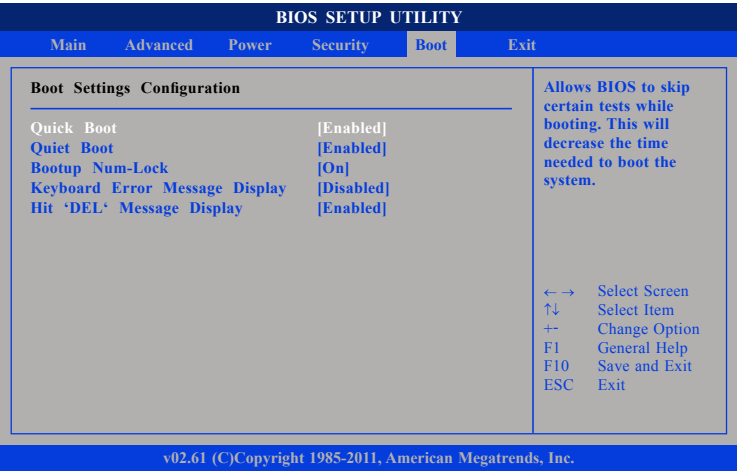 BIOS SETUP UTILITY
Main Advanced Power Security Boot Exit
Boot Settings Configuration
Quick Boot [Enabled]
Quiet Boot [Enabled]
Bootup Num-Lock [On]
Keyboard Error Message Display [Disabled]
Hit ‘DEL‘ Message Display [Enabled]
Allows BIOS to skip
certain tests while
booting. This will
decrease the time
needed to boot the
system.
←→ Select Screen
↑↓ Select Item
+- Change Option
F1 General Help
F10 Save and Exit
ESC Exit
v02.61 (C)Copyright 1985-2011, American Megatrends, Inc.